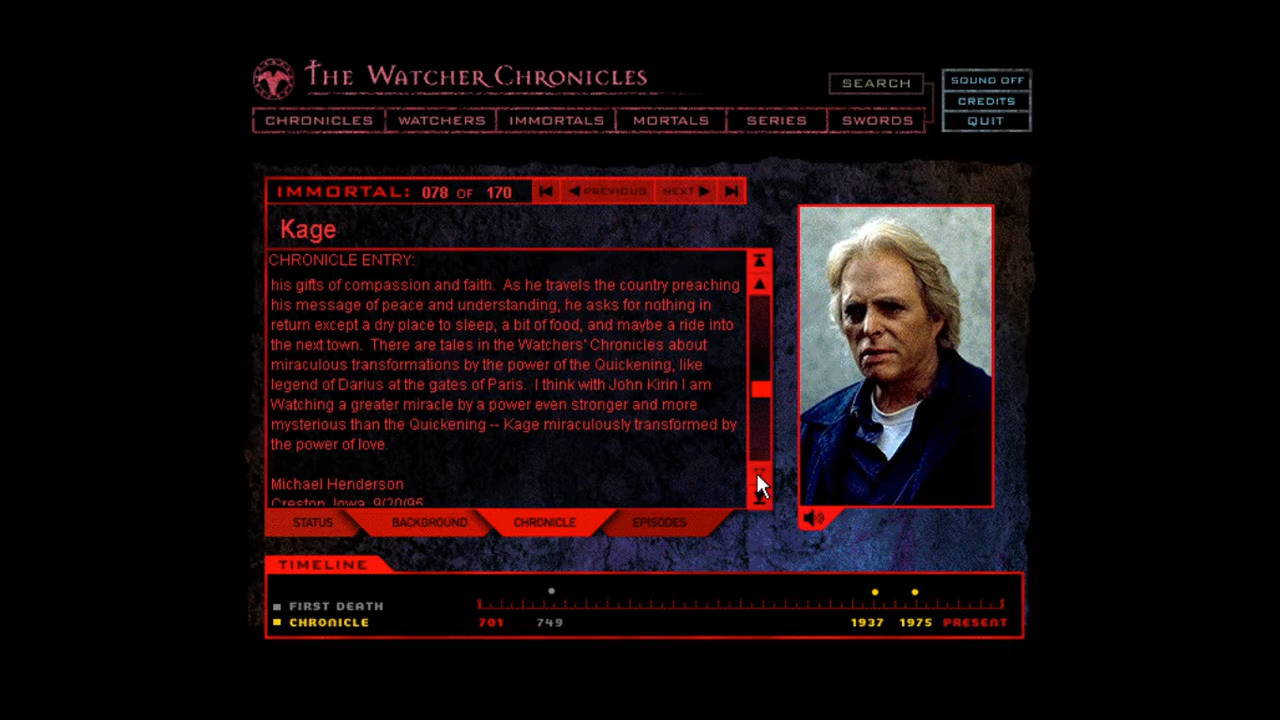 THE WATCHER CHRONICLES
SEARCH
SOUND OFF
CREDITS
QUIT
CHRONICLES WATCHERS IMMORTALS MORTALS SERIES SWORDS
IMMORTAL: 078 OF 170 PREVIOUS NEXT
Kage
CHRONICLE ENTRY:
his gifts of compassion and faith.  As he travels the country preaching
his message of peace and understanding, he asks for nothing in
return except a dry place to sleep, a bit of food, and maybe a ride into
the next town.  There are tales in the Watchers' Chronicles about
miraculous transformations by the power of the Quickening, like
legend of Darius at the gates of Paris.  I think with John Kirin I am
Watching a greater miracle by a power even stronger and more
mysterious than the Quickening -- Kage miraculously transformed by
the power of love.
Michael Henderson
Creston, Iowa, 9/20/95
STATUS BACKGROUND CHRONICLE EPISODES
TIMELINE
FIRST DEATH
CHRONICLE
701 749 1937 1975 PRESENT